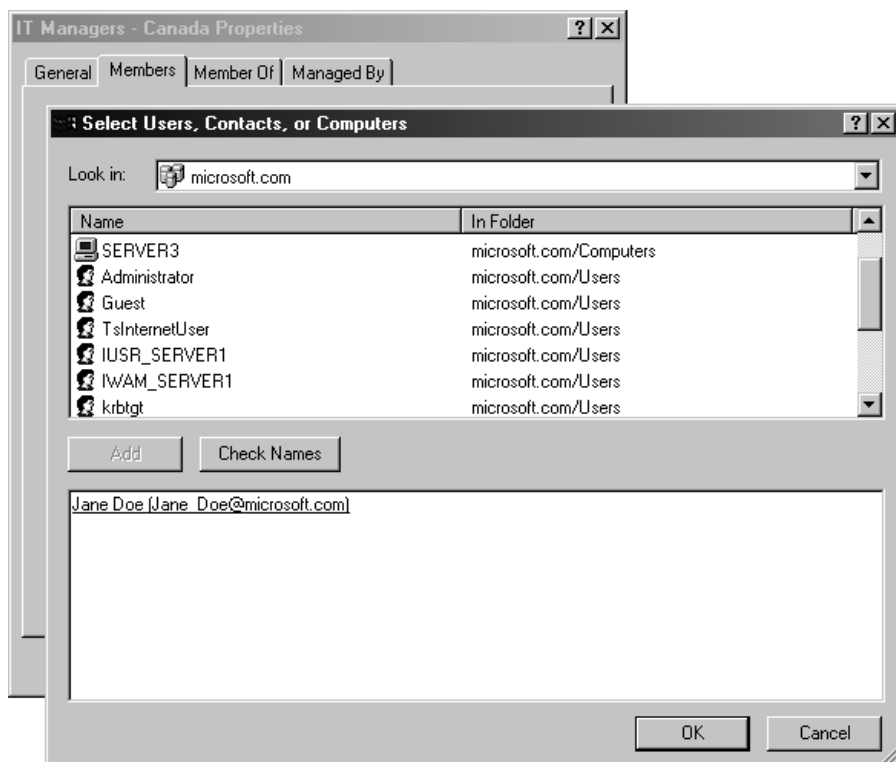 IT Managers - Canada Properties
General Members Member Of Managed By
Select Users, Contacts, or Computers
Look in: microsoft.com
Name In Folder
SERVER3 microsoft.com/Computers
Administrator microsoft.com/Users
Guest microsoft.com/Users
TsInternetUser microsoft.com/Users
IUSR_SERVER1 microsoft.com/Users
IWAM_SERVER1 microsoft.com/Users
krbtgt microsoft.com/Users
Add Check Names
Jane Doe (Jane_Doe@microsoft.com)
OK Cancel